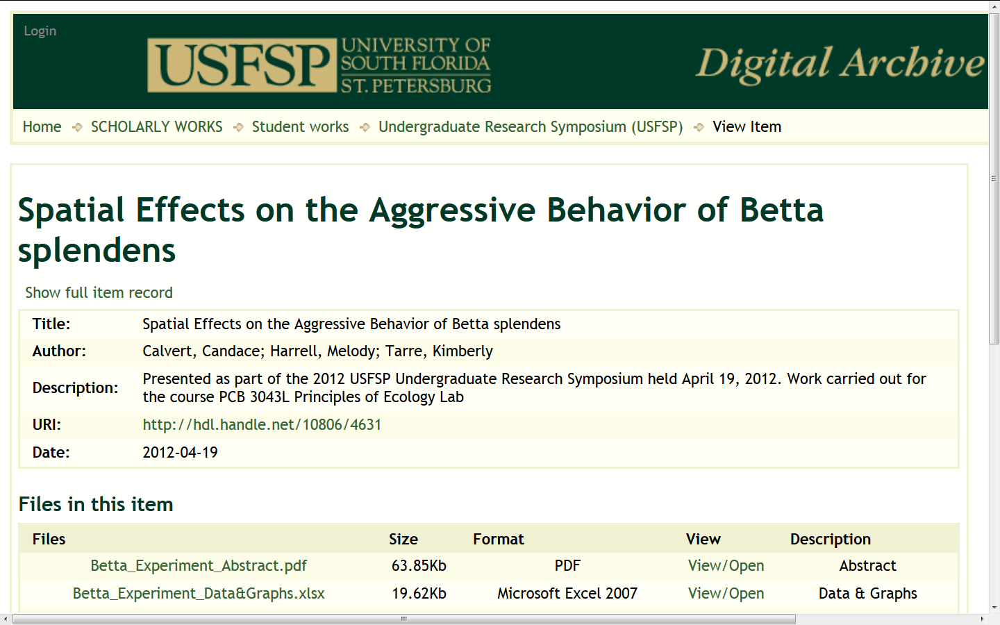 Login
USFSP UNIVERSITY OF
SOUTH FLORIDA
ST. PETERSBURG
Digital Archive
Home SCHOLARLY WORKS Student works Undergraduate Research Symposium (USFSP) View Item
Spatial Effects on the Aggressive Behavior of Betta
splendens
Show full item record
Title: Spatial Effects on the Aggressive Behavior of Betta splendens
Author: Calvert, Candace; Harrell, Melody; Tarre, Kimberly
Description: Presented as part of the 2012 USFSP Undergraduate Research Symposium held April 19, 2012. Work carried out for
the course PCB 3043L Principles of Ecology Lab
URI: http://hdl.handle.net/10806/4631
Date: 2012-04-19
Files in this item
Files Size Format View Description
Betta_Experiment_Abstract.pdf 63.85Kb PDF View/Open Abstract
Betta_Experiment_Data&Graphs.xlsx 19.62Kb Microsoft Excel 2007 View/Open Data & Graphs